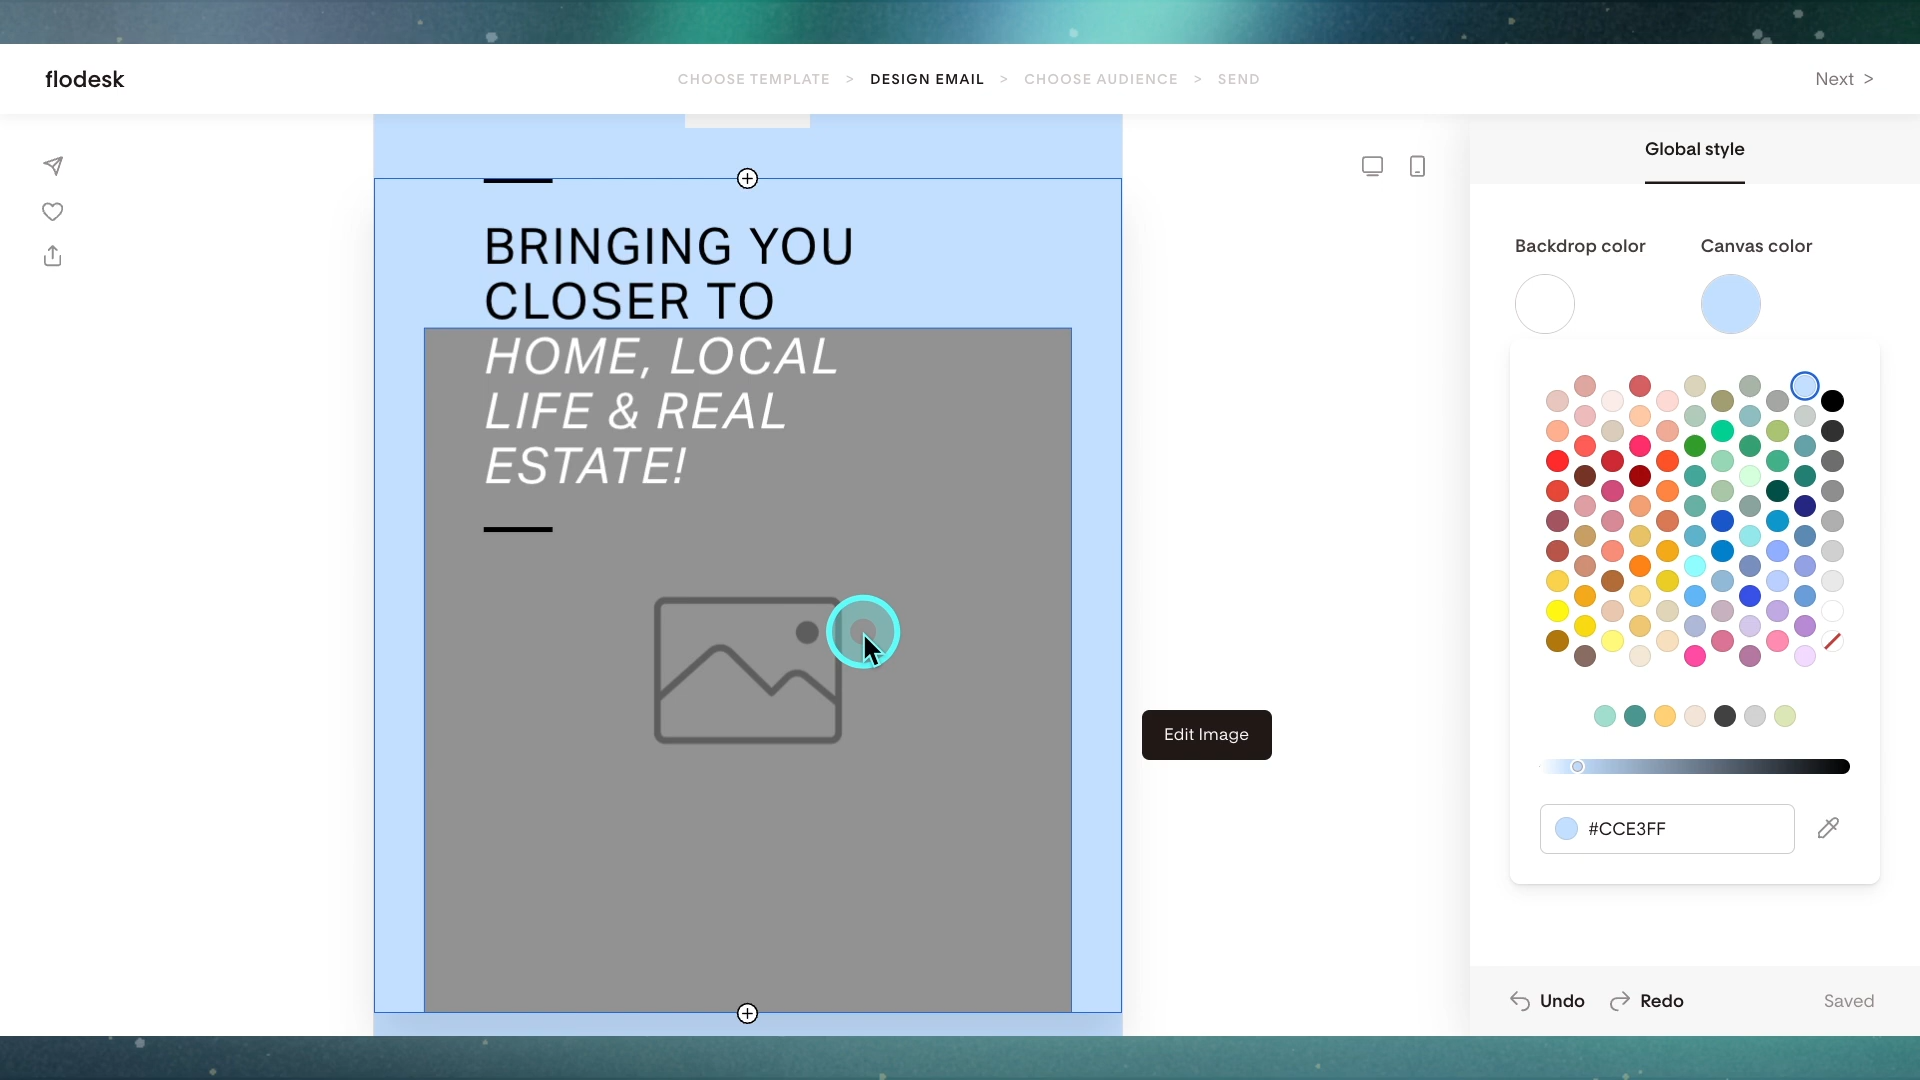 flodesk
CHOOSE TEMPLATE > DESIGN EMAIL > CHOOSE AUDIENCE > SEND
Next >
Global style
Backdrop color
Canvas color
BRINGING YOU
CLOSER TO
HOME, LOCAL
LIFE & REAL
ESTATE!
Edit Image
#CCE3FF
Undo
Redo
Saved